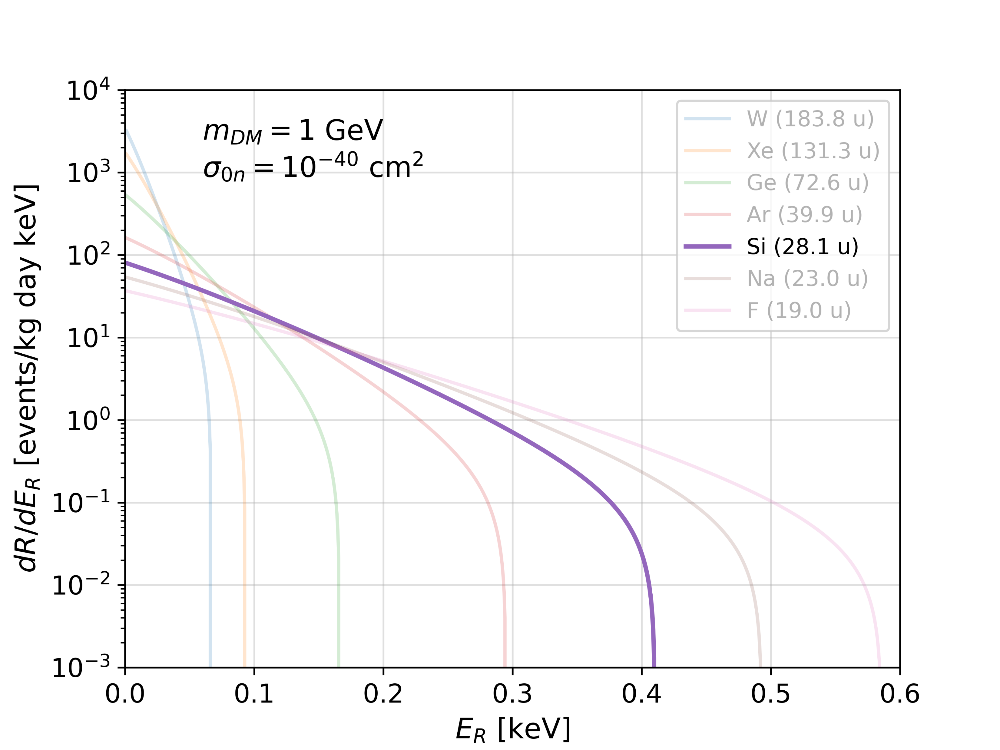 m_DM = 1 GeV
σ_0n = 10^−40 cm^2
W (183.8 u)
Xe (131.3 u)
Ge (72.6 u)
Ar (39.9 u)
Si (28.1 u)
Na (23.0 u)
F (19.0 u)
dR/dE_R [events/kg day keV]
10^4
10^3
10^2
10^1
10^0
10^−1
10^−2
10^−3
0.0 0.1 0.2 0.3 0.4 0.5 0.6
E_R [keV]